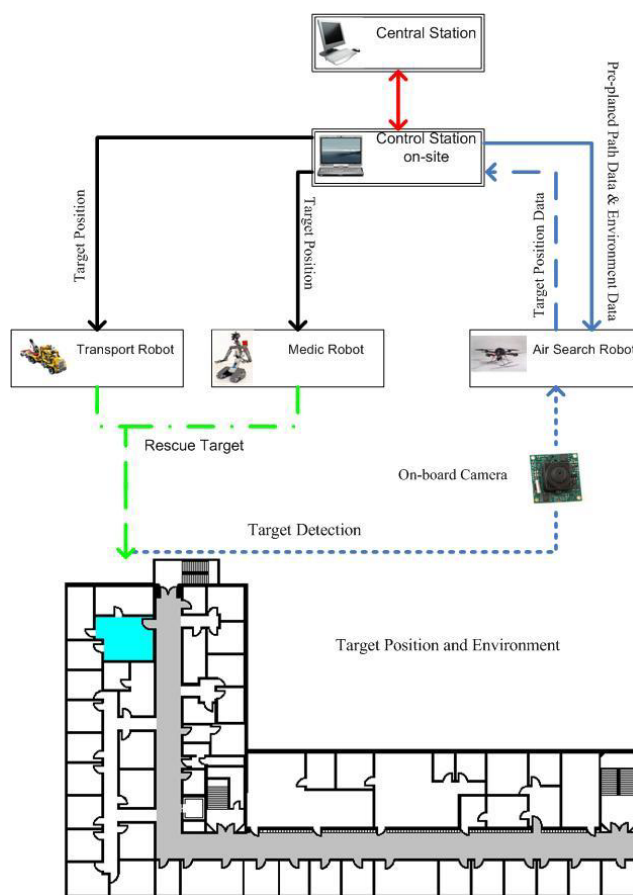 Central Station
Control Station
on-site
Pre-planed Path Data & Environment Data
Target Position
Target Position
Target Position Data
Transport Robot
Medic Robot
Air Search Robot
Rescue Target
On-board Camera
Target Detection
Target Position and Environment